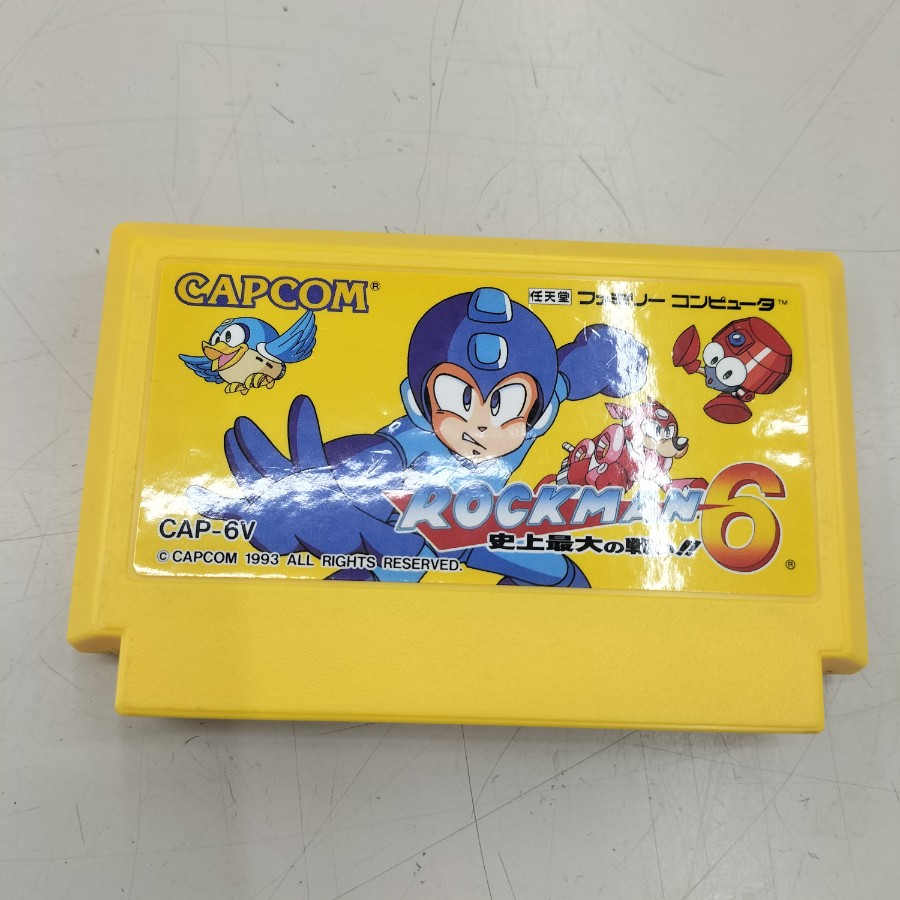 CAPCOM®
任天堂 ファミリー コンピュータ™
ROCKMAN 6
史上最大の戦い!!
®
CAP-6V
© CAPCOM 1993 ALL RIGHTS RESERVED.